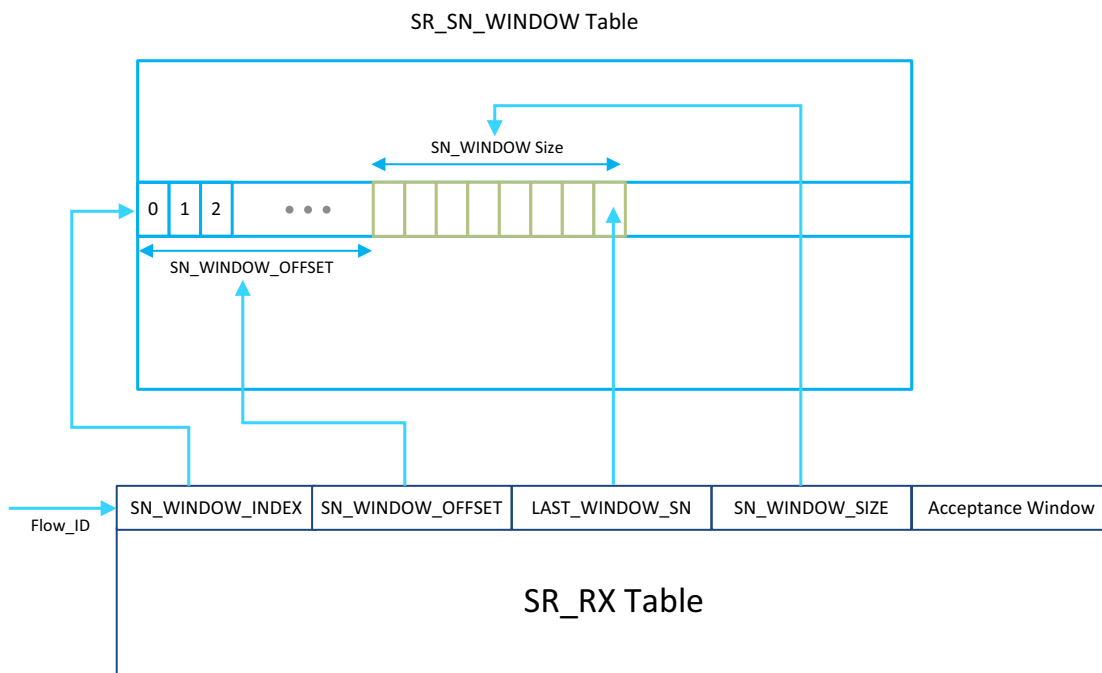 SR_SN_WINDOW Table
SN_WINDOW Size
0 1 2
SN_WINDOW_OFFSET
Flow_ID
SN_WINDOW_INDEX SN_WINDOW_OFFSET LAST_WINDOW_SN SN_WINDOW_SIZE Acceptance Window
SR_RX Table